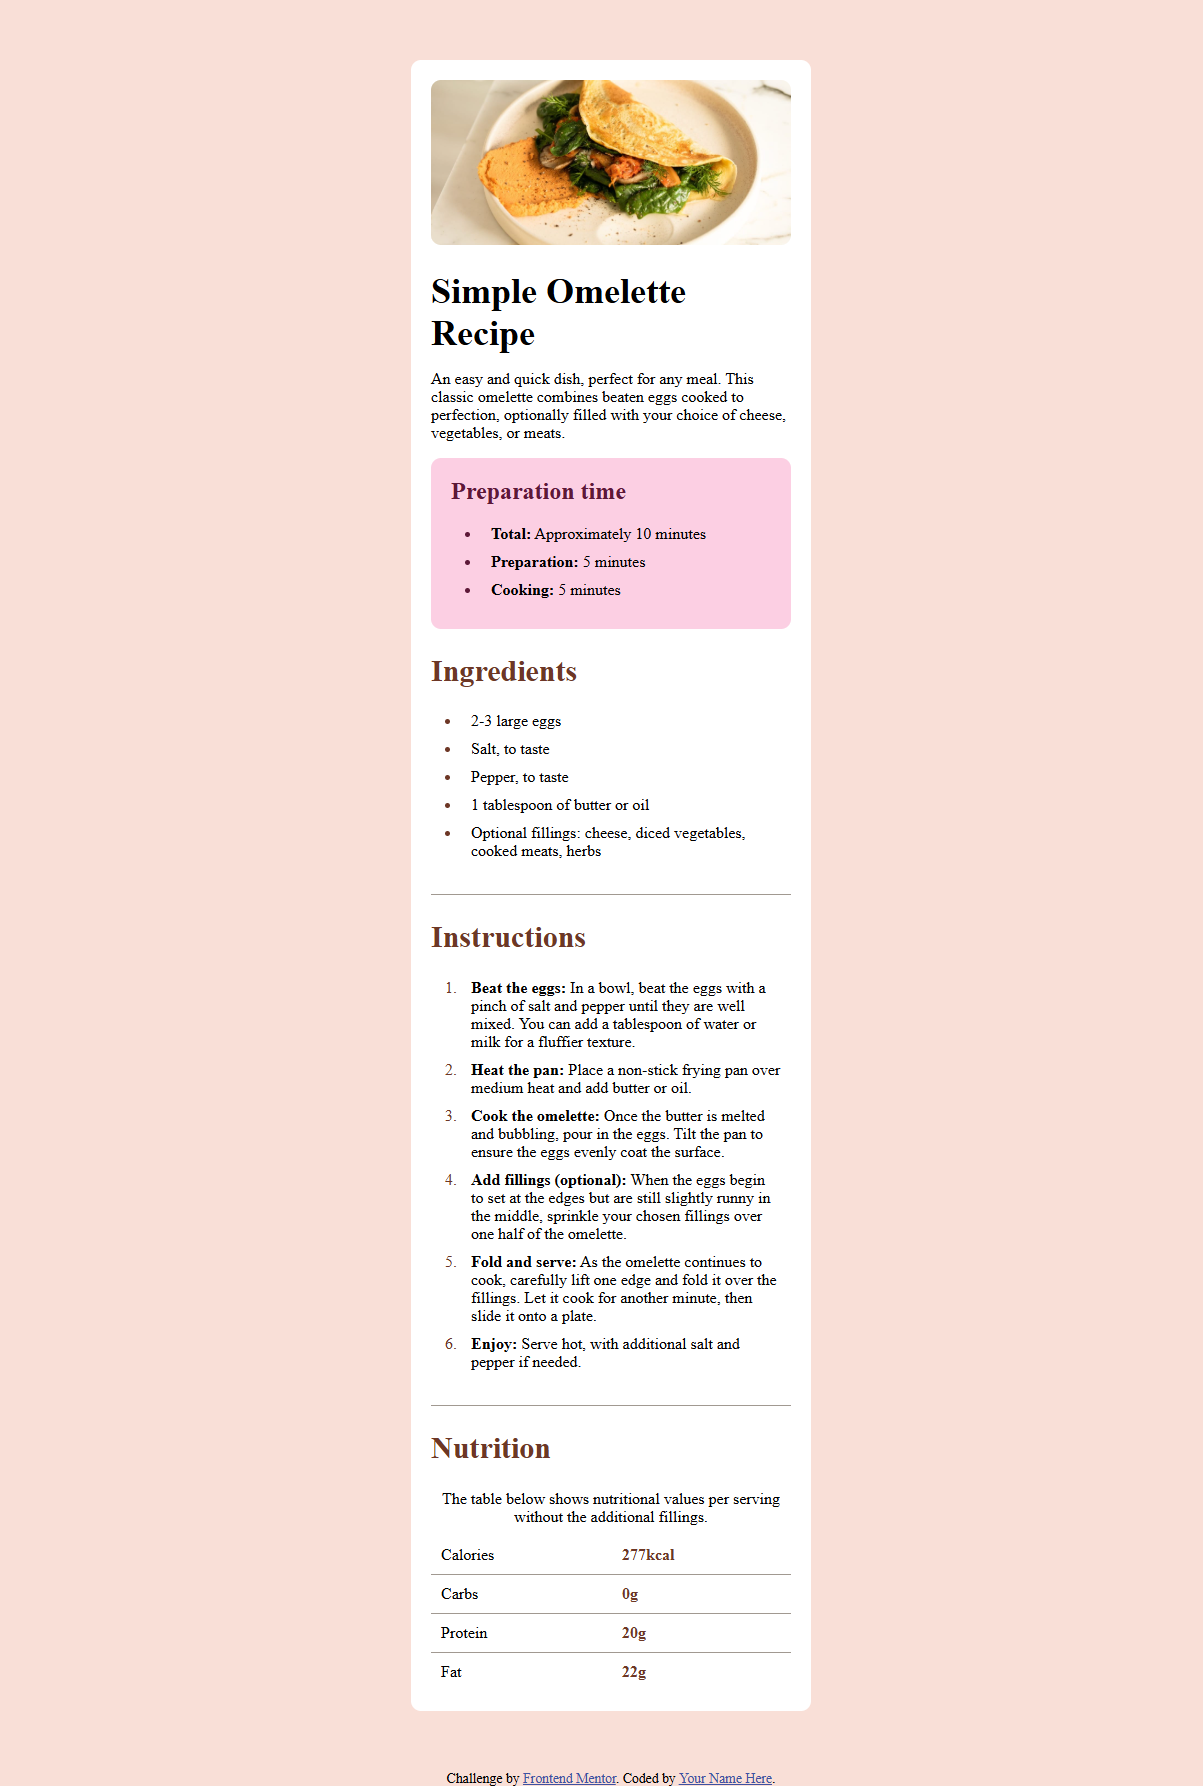 Simple Omelette
Recipe
An easy and quick dish, perfect for any meal. This
classic omelette combines beaten eggs cooked to
perfection, optionally filled with your choice of cheese,
vegetables, or meats.
Preparation time
• Total: Approximately 10 minutes
• Preparation: 5 minutes
• Cooking: 5 minutes
Ingredients
• 2-3 large eggs
• Salt, to taste
• Pepper, to taste
• 1 tablespoon of butter or oil
• Optional fillings: cheese, diced vegetables,
cooked meats, herbs
Instructions
1. Beat the eggs: In a bowl, beat the eggs with a
pinch of salt and pepper until they are well
mixed. You can add a tablespoon of water or
milk for a fluffier texture.
2. Heat the pan: Place a non-stick frying pan over
medium heat and add butter or oil.
3. Cook the omelette: Once the butter is melted
and bubbling, pour in the eggs. Tilt the pan to
ensure the eggs evenly coat the surface.
4. Add fillings (optional): When the eggs begin
to set at the edges but are still slightly runny in
the middle, sprinkle your chosen fillings over
one half of the omelette.
5. Fold and serve: As the omelette continues to
cook, carefully lift one edge and fold it over the
fillings. Let it cook for another minute, then
slide it onto a plate.
6. Enjoy: Serve hot, with additional salt and
pepper if needed.
Nutrition
The table below shows nutritional values per serving
without the additional fillings.
Calories 277kcal
Carbs 0g
Protein 20g
Fat 22g
Challenge by Frontend Mentor. Coded by Your Name Here.